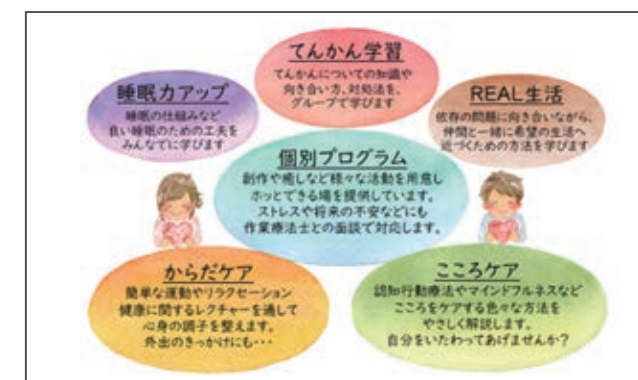 てんかん学習
てんかんについての知識や
向き合い方、対処法を、
グループで学びます
睡眠力アップ
睡眠の仕組みなど
良い睡眠のための工夫を
みんなでに学びます
REAL生活
依存の問題に向き合いながら、
仲間と一緒に希望の生活へ
近づくための方法を学びます
個別プログラム
創作や癒しなど様々な活動を用意し
ホッとできる場を提供しています。
ストレスや将来の不安などにも
作業療法士との面談で対応します。
からだケア
簡単な運動やリラクセーション
健康に関するレクチャーを通して
心身の調子を整えます。
外出のきっかけにも・・・
こころケア
認知行動療法やマインドフルネスなど
こころをケアする色々な方法を
やさしく解説します。
自分をいたわってあげませんか？